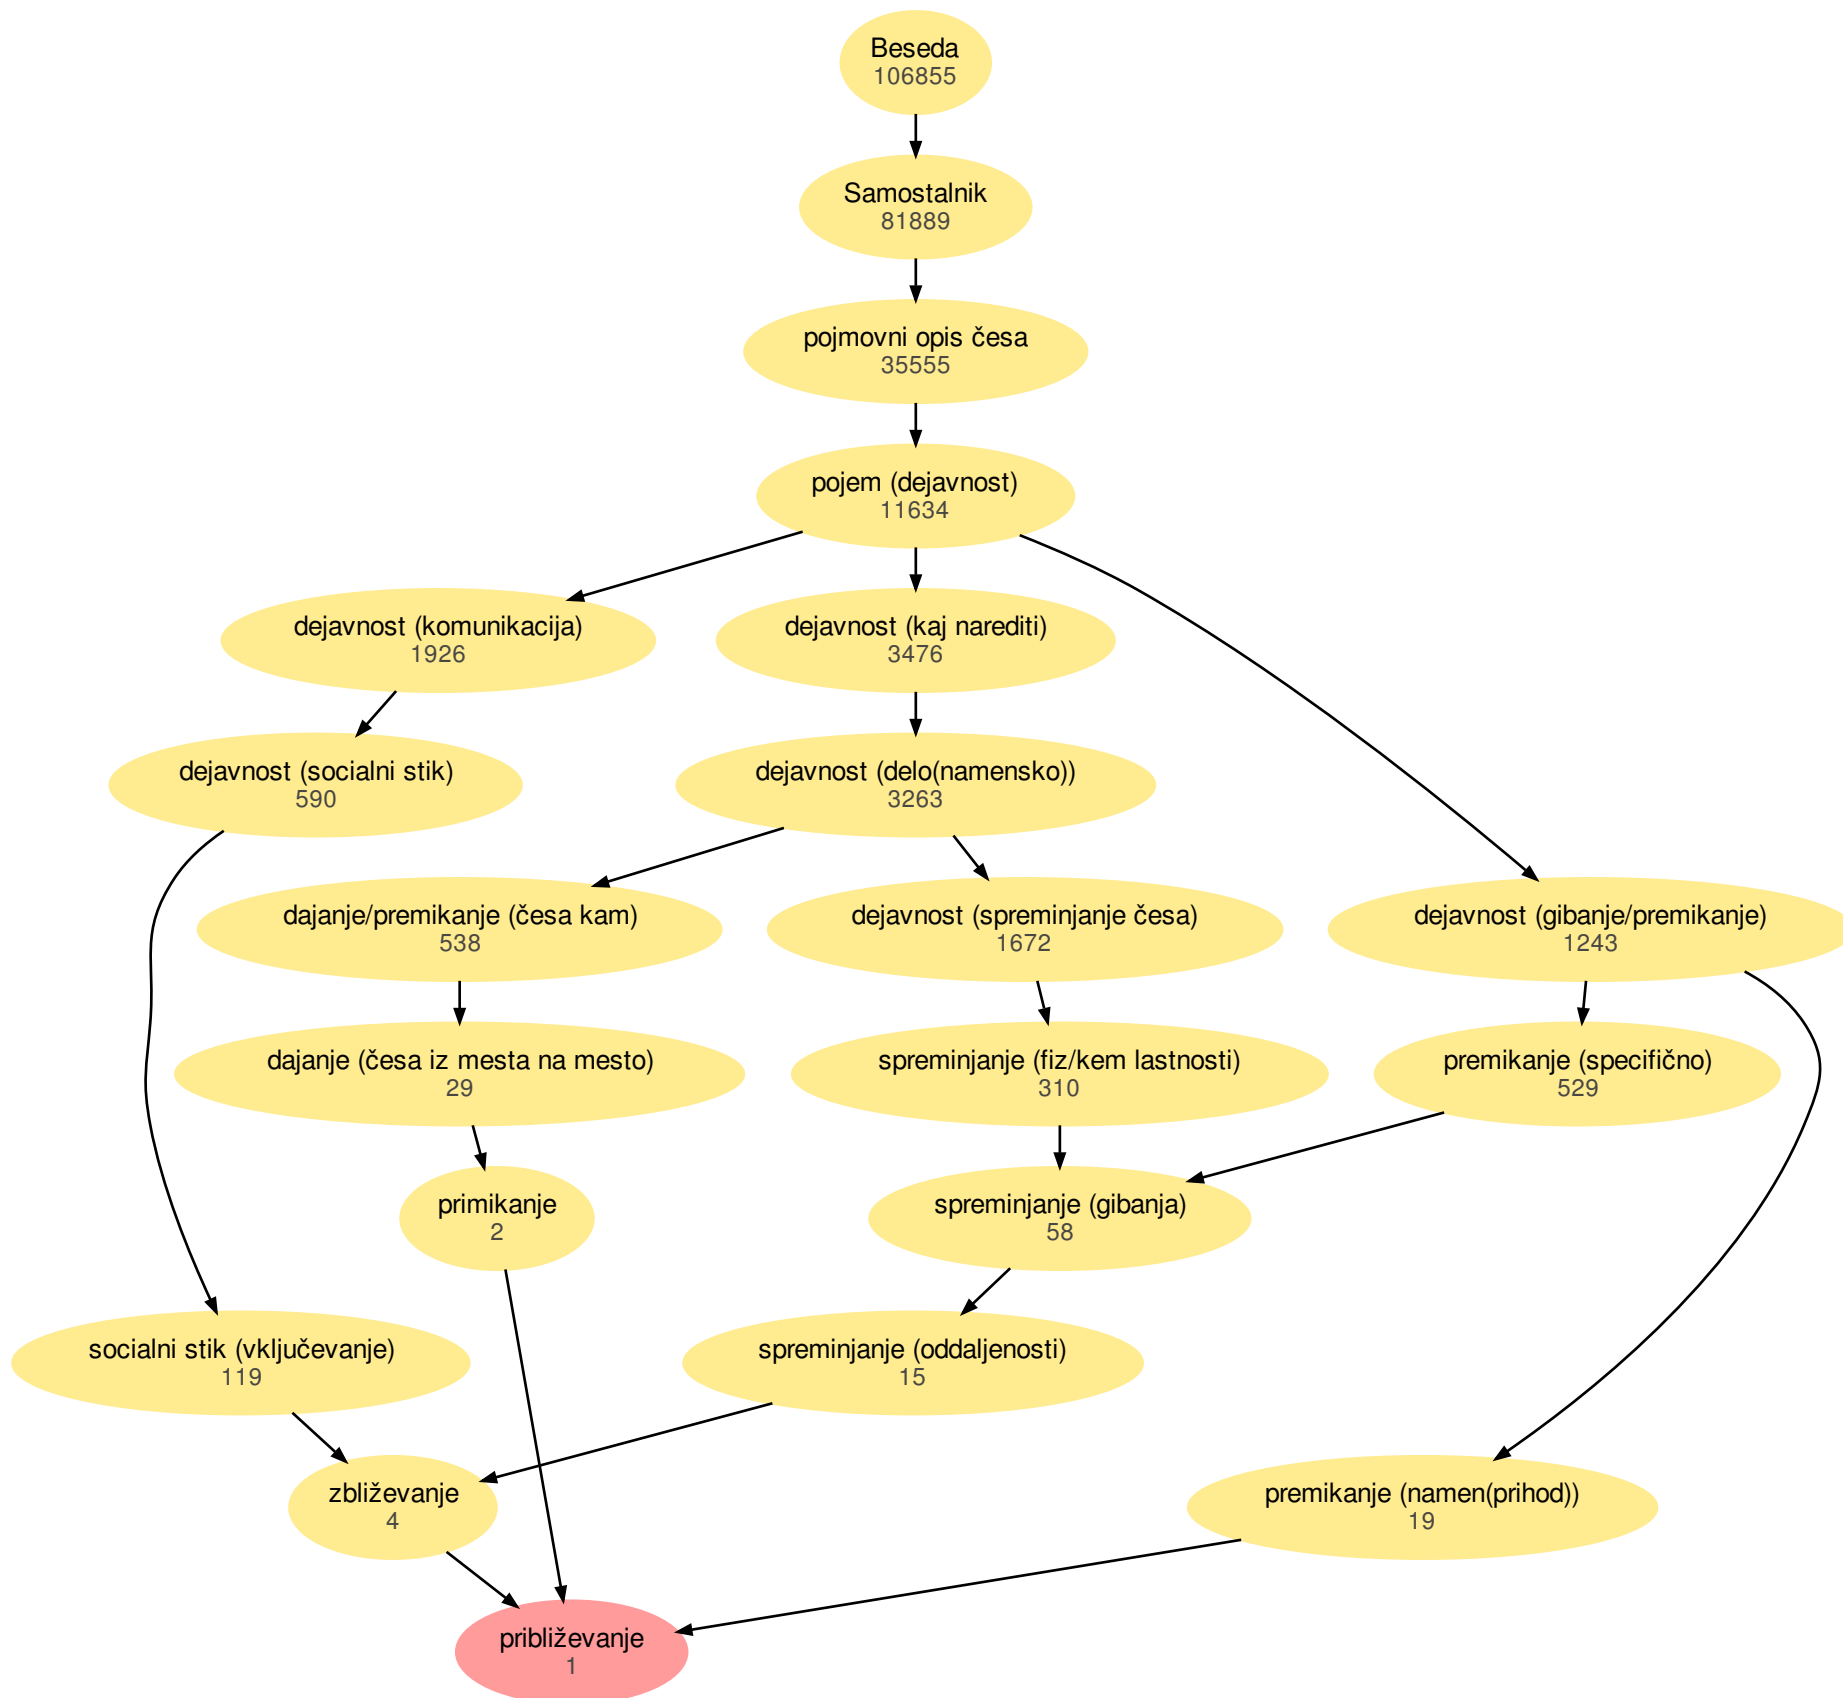 Beseda
106855
Samostalnik
81889
pojmovni opis česa
35555
pojem (dejavnost)
11634
dejavnost (komunikacija)
1926
dejavnost (kaj narediti)
3476
dejavnost (socialni stik)
590
dejavnost (delo(namensko))
3263
dajanje/premikanje (česa kam)
538
dejavnost (spreminjanje česa)
1672
dejavnost (gibanje/premikanje)
1243
dajanje (česa iz mesta na mesto)
29
spreminjanje (fiz/kem lastnosti)
310
premikanje (specifično)
529
primikanje
2
spreminjanje (gibanja)
58
socialni stik (vključevanje)
119
spreminjanje (oddaljenosti)
15
zbliževanje
4
premikanje (namen(prihod))
19
približevanje
1